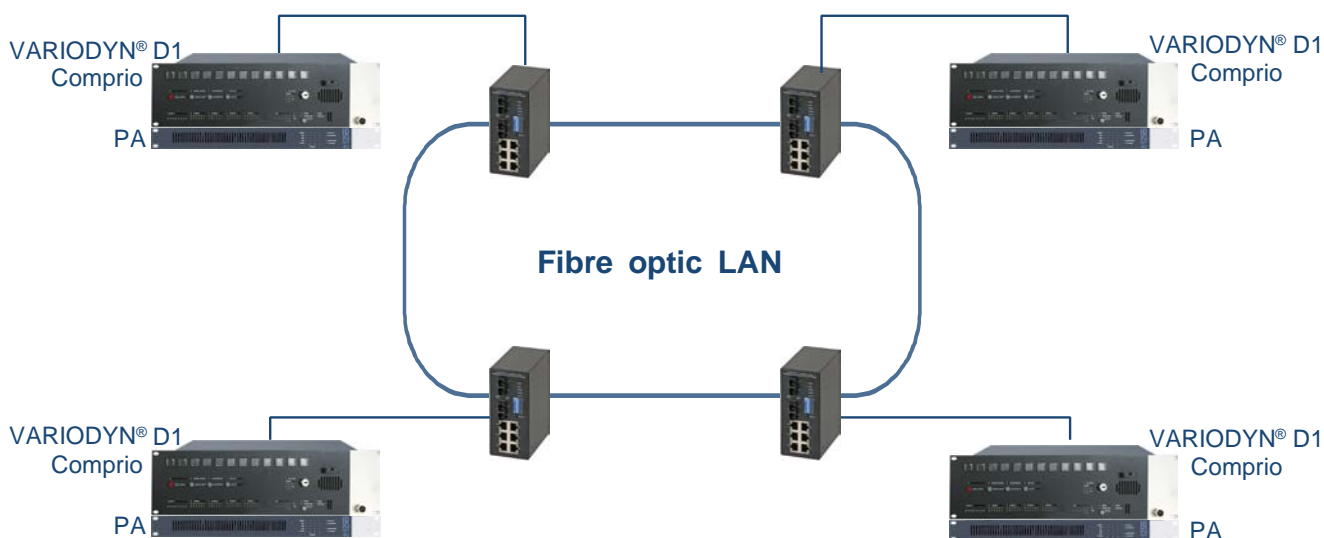 VARIODYN® D1
Comprio
PA
VARIODYN® D1
Comprio
PA
Fibre optic LAN
VARIODYN® D1
Comprio
PA
VARIODYN® D1
Comprio
PA